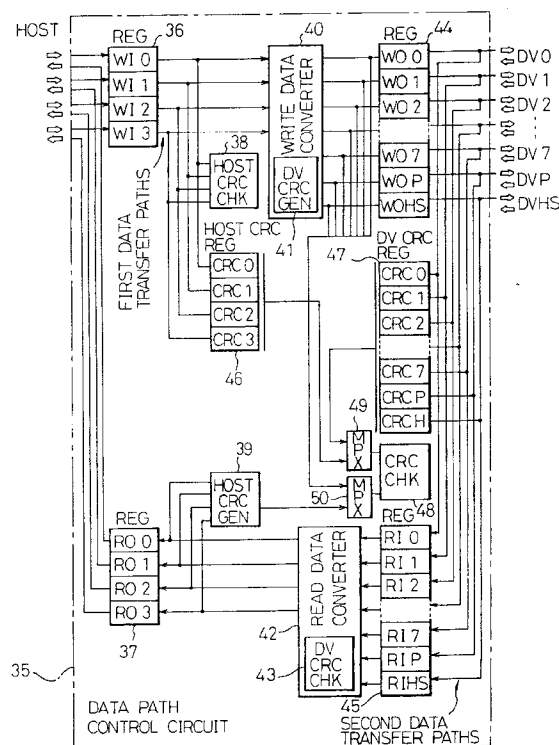 HOST
REG
36
WI 0
WI 1
WI 2
WI 3
FIRST DATA
TRANSFER PATHS
40
WRITE DATA
CONVERTER
DV
CRC
GEN
41
REG
44
WO 0
WO 1
WO 2
WO 7
WO P
WOHS
DV0
DV 1
DV2
DV7
DVP
DVHS
38
HOST
CRC
CHK
HOST CRC
REG
CRC 0
CRC 1
CRC 2
CRC 3
46
47
DV CRC
REG
CRC 0
CRC 1
CRC 2
CRC 7
CRC P
CRC H
49
MPX
50
MPX
CRC
CHK
48
39
HOST
CRC
GEN
REG
RO 0
RO 1
RO 2
RO 3
37
READ DATA
CONVERTER
42
DV
CRC
CHK
43
REG
RI 0
RI 1
RI 2
RI 7
RI P
RIHS
45
35
DATA PATH
CONTROL CIRCUIT
SECOND DATA
TRANSFER PATHS